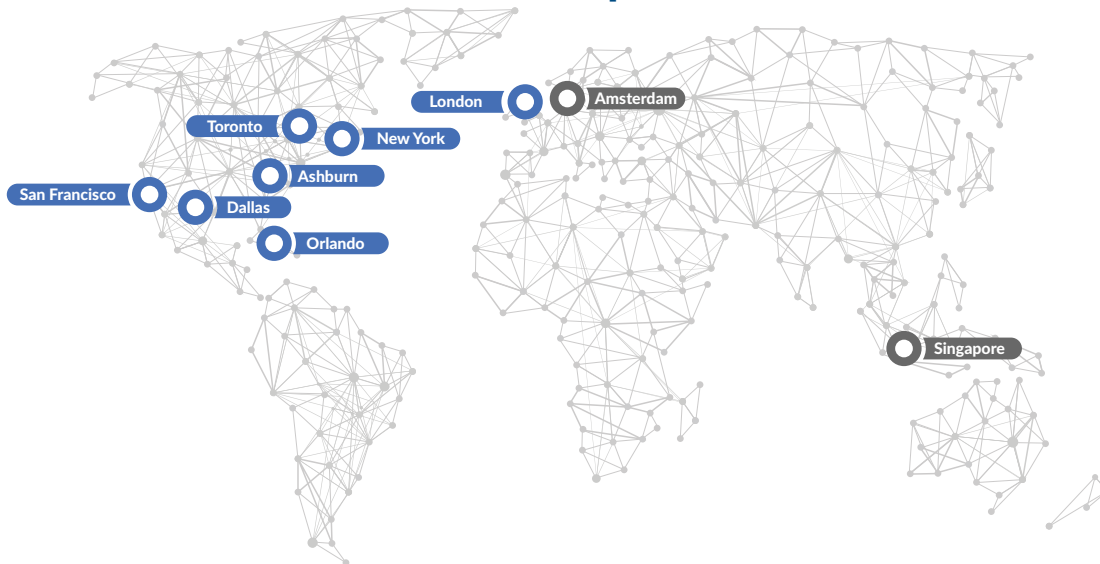 London
Amsterdam
Toronto
New York
Ashburn
San Francisco
Dallas
Orlando
Singapore